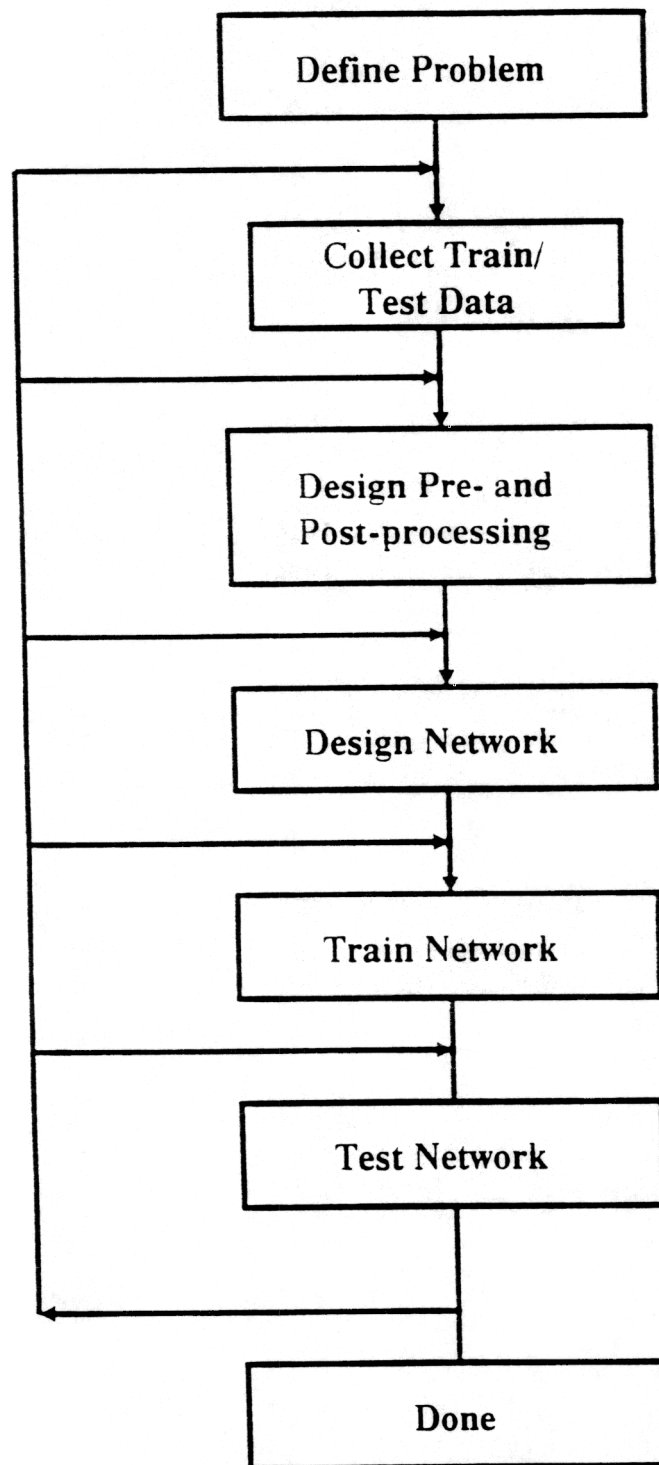 Define Problem
Collect Train/
Test Data
Design Pre- and
Post-processing
Design Network
Train Network
Test Network
Done